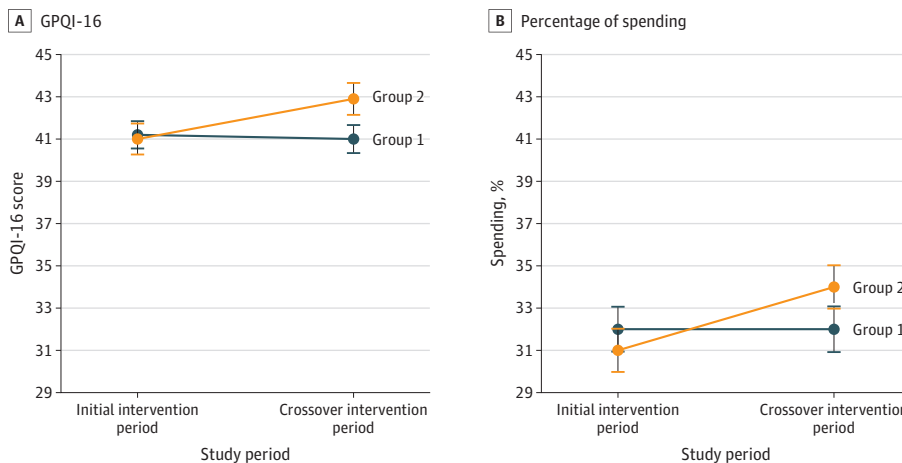 A GPQI-16
45
43
41
39
37
35
33
31
29
GPQI-16 score
Group 2
Group 1
Initial intervention
period
Crossover intervention
period
Study period
B Percentage of spending
45
43
41
39
37
35
33
31
29
Spending, %
Group 2
Group 1
Initial intervention
period
Crossover intervention
period
Study period